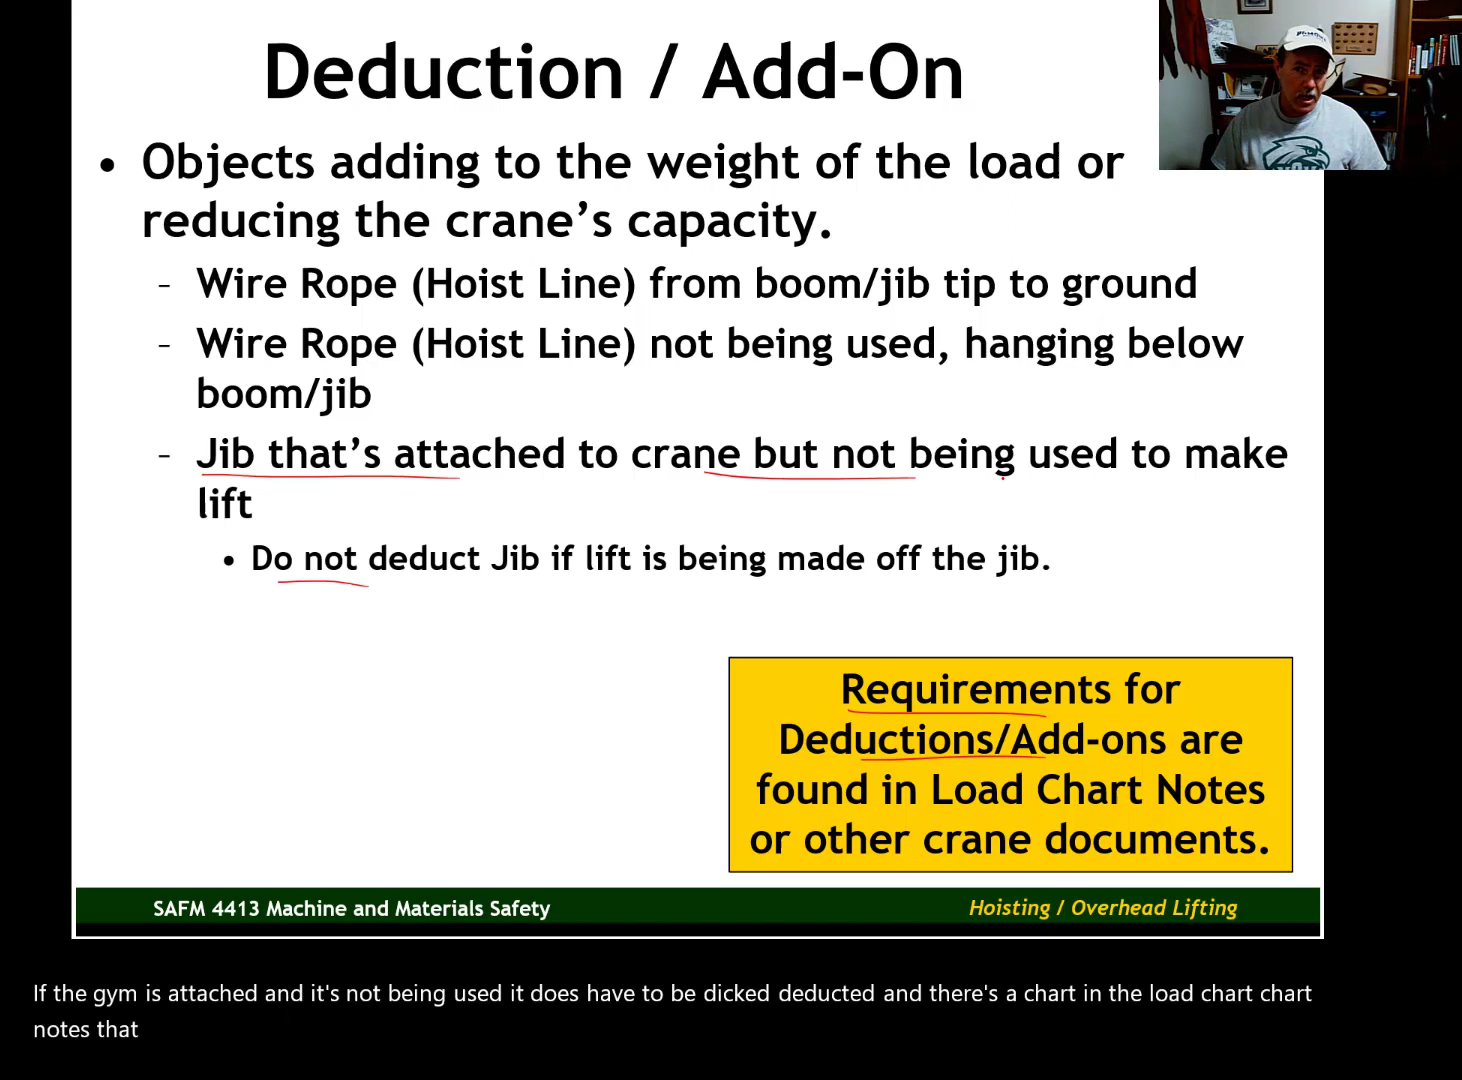 Deduction / Add-On
• Objects adding to the weight of the load or
reducing the crane’s capacity.
- Wire Rope (Hoist Line) from boom/jib tip to ground
- Wire Rope (Hoist Line) not being used, hanging below
boom/jib
- Jib that’s attached to crane but not being used to make
lift
• Do not deduct Jib if lift is being made off the jib.
Requirements for
Deductions/Add-ons are
found in Load Chart Notes
or other crane documents.
SAFM 4413 Machine and Materials Safety
Hoisting / Overhead Lifting
If the gym is attached and it's not being used it does have to be dicked deducted and there's a chart in the load chart chart
notes that